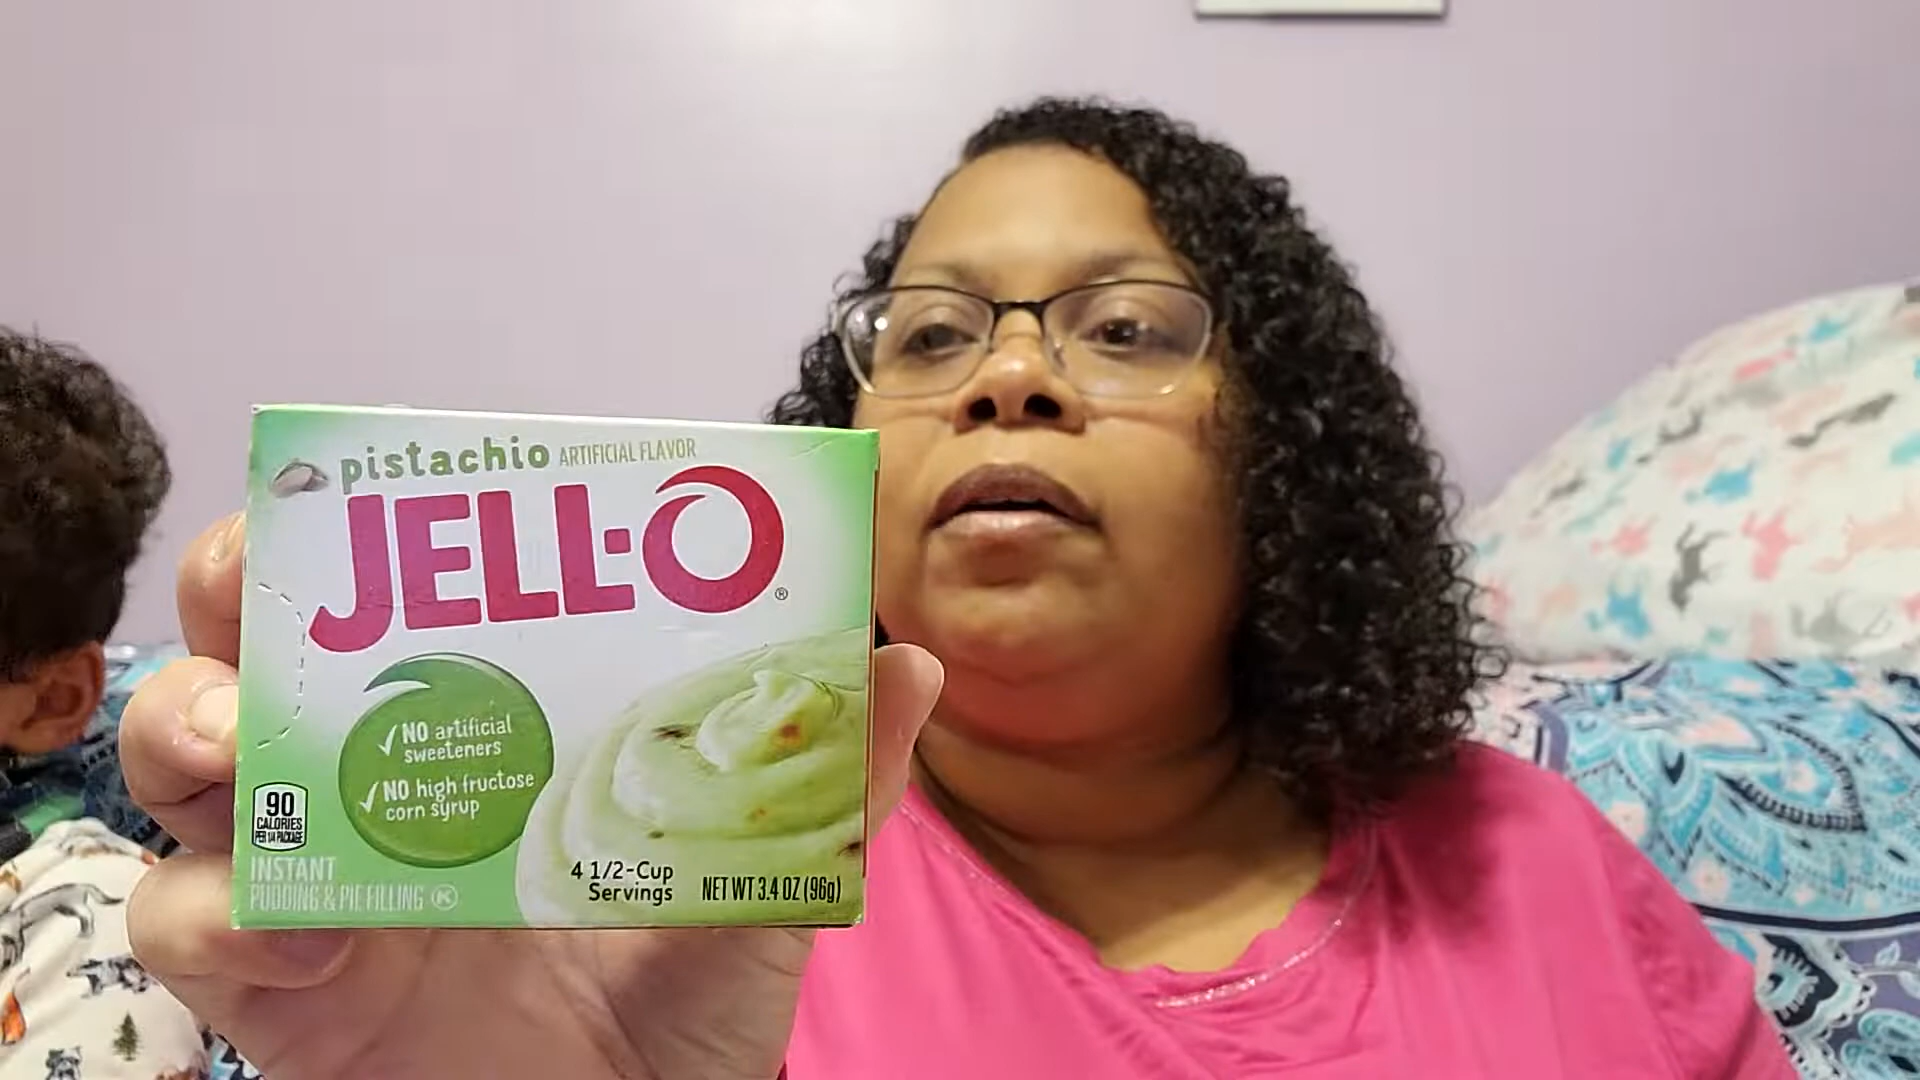 pistachio ARTIFICIAL FLAVOR
JELL-O®
✓ NO artificial
sweeteners
✓ NO high fructose
corn syrup
90
CALORIES
PER 1/4 PACKAGE
INSTANT
PUDDING & PIE FILLING K
4 1/2-Cup
Servings
NET WT 3.4 OZ (96g)